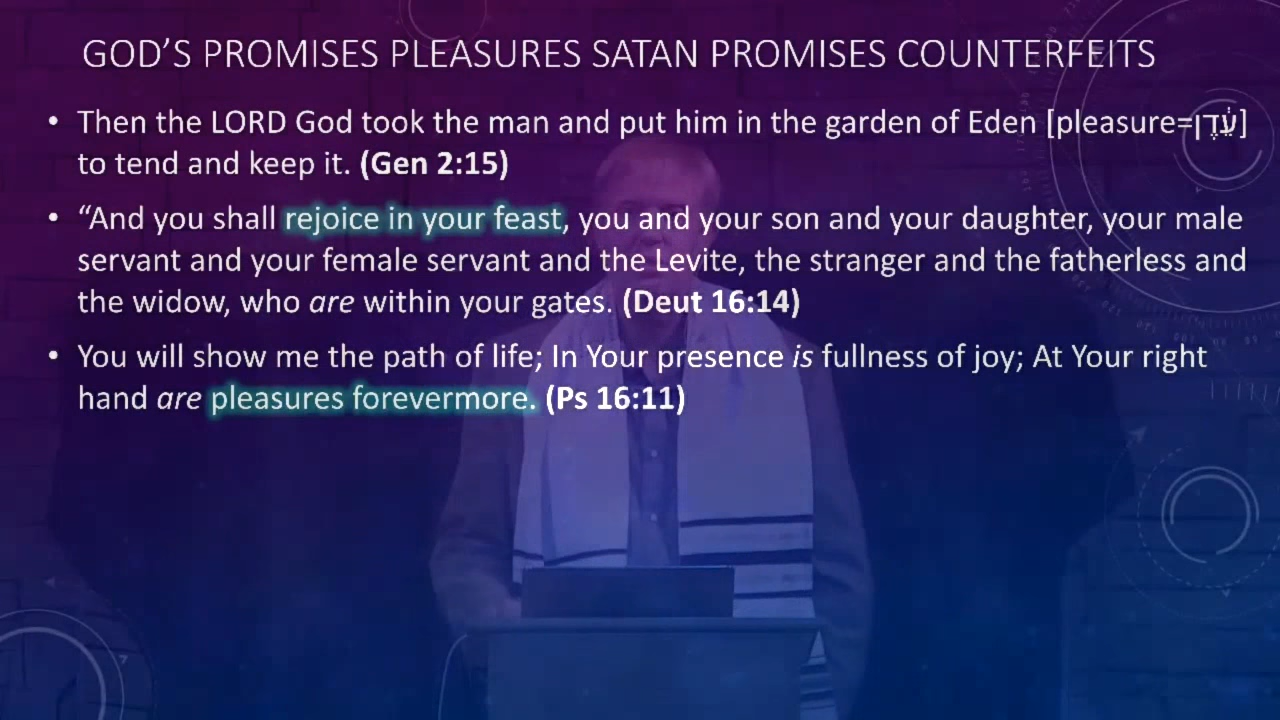 GOD’S PROMISES PLEASURES SATAN PROMISES COUNTERFEITS
• Then the LORD God took the man and put him in the garden of Eden [pleasure=עֵ֔דֶן]
to tend and keep it. (Gen 2:15)
• “And you shall rejoice in your feast, you and your son and your daughter, your male
servant and your female servant and the Levite, the stranger and the fatherless and
the widow, who are within your gates. (Deut 16:14)
• You will show me the path of life; In Your presence is fullness of joy; At Your right
hand are pleasures forevermore. (Ps 16:11)